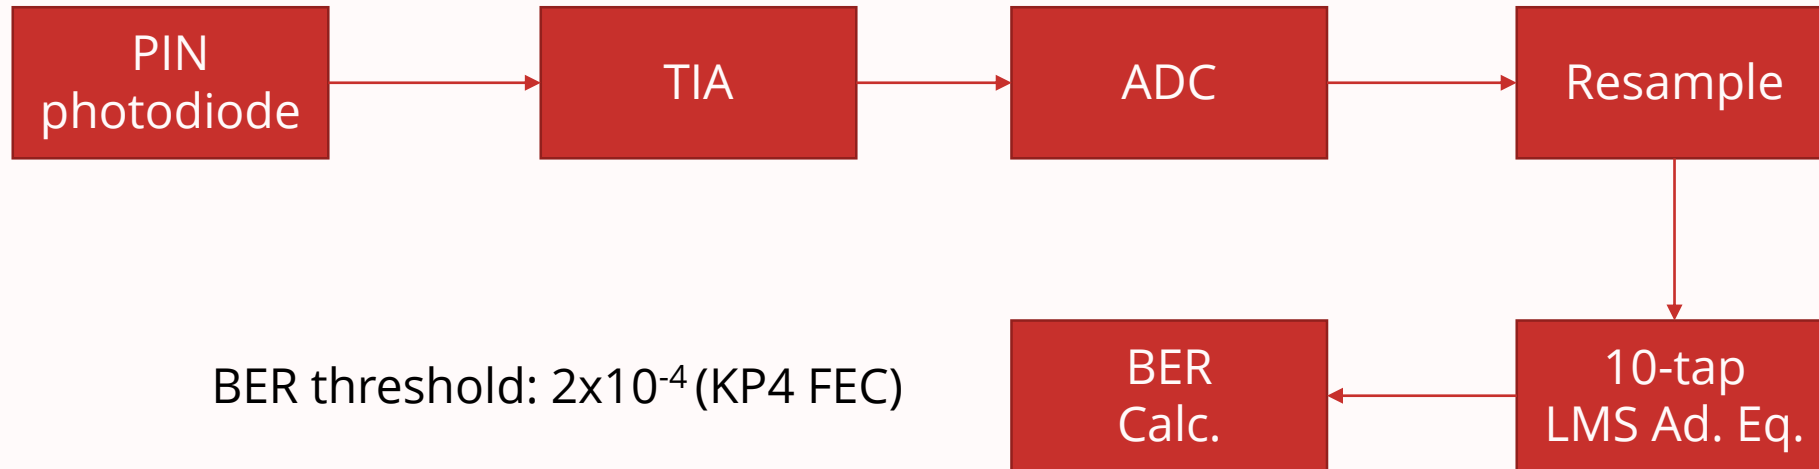 PIN
photodiode
TIA
ADC
Resample
BER threshold: 2x10⁻⁴ (KP4 FEC)
BER
Calc.
10-tap
LMS Ad. Eq.